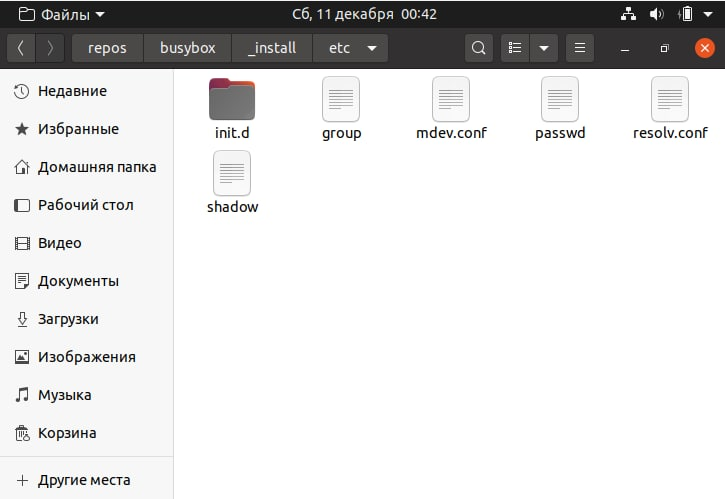 Файлы
Сб, 11 декабря 00:42
repos busybox _install etc
Недавние
Избранные
Домашняя папка
Рабочий стол
Видео
Документы
Загрузки
Изображения
Музыка
Корзина
Другие места
init.d group mdev.conf passwd resolv.conf
shadow